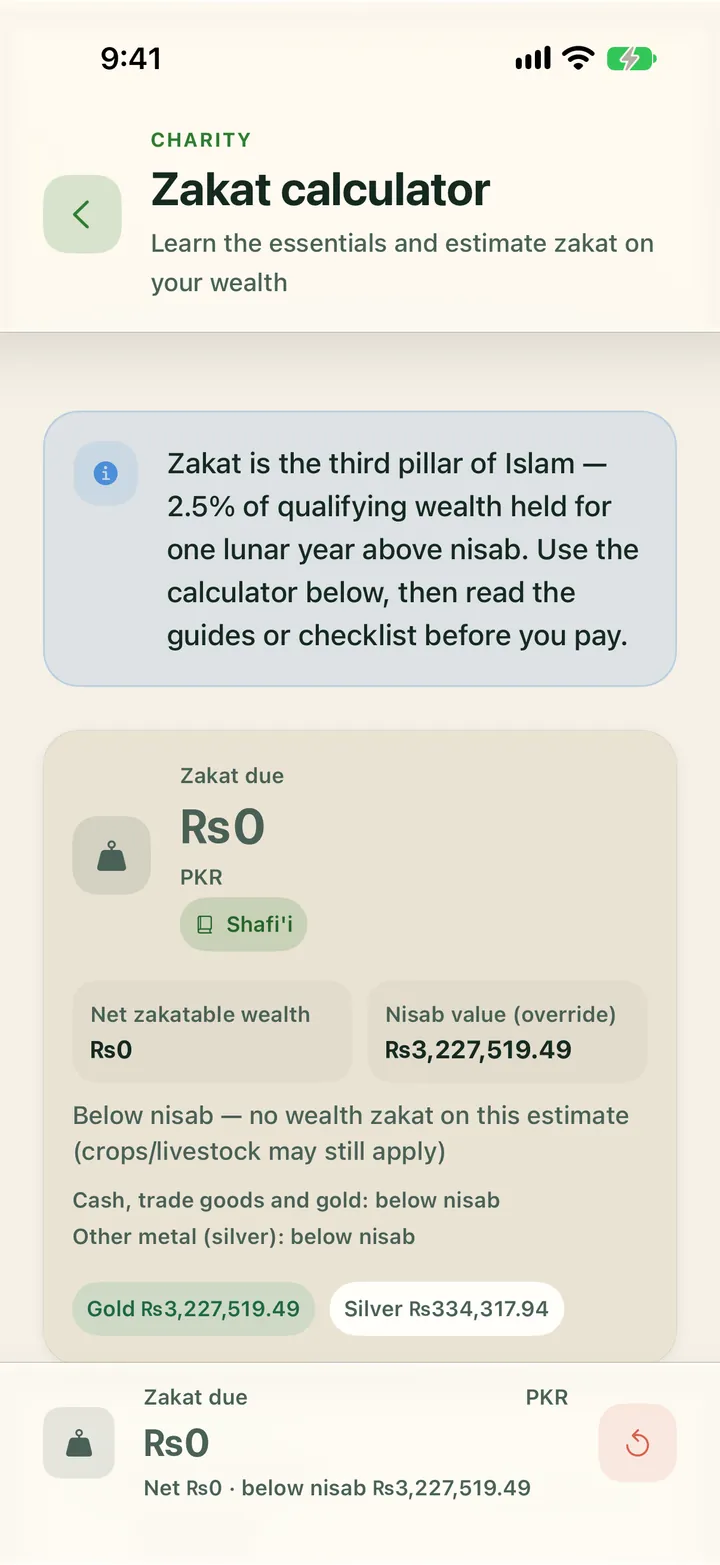 9:41
CHARITY
Zakat calculator
Learn the essentials and estimate zakat on
your wealth
Zakat is the third pillar of Islam —
2.5% of qualifying wealth held for
one lunar year above nisab. Use the
calculator below, then read the
guides or checklist before you pay.
Zakat due
₨0
PKR
Shafi'i
Net zakatable wealth
₨0
Nisab value (override)
₨3,227,519.49
Below nisab — no wealth zakat on this estimate
(crops/livestock may still apply)
Cash, trade goods and gold: below nisab
Other metal (silver): below nisab
Gold ₨3,227,519.49
Silver ₨334,317.94
Zakat due
PKR
₨0
Net ₨0 · below nisab ₨3,227,519.49